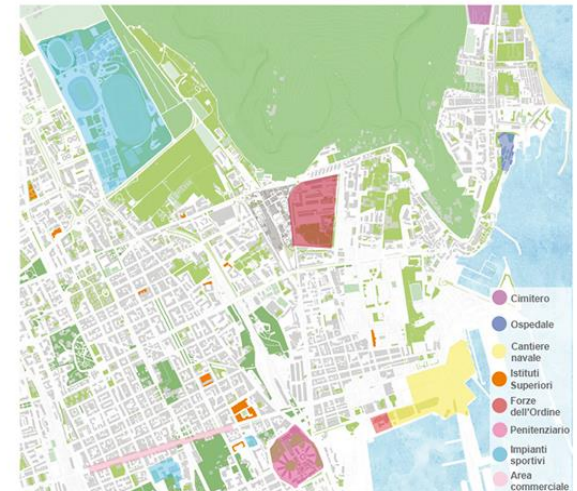 Cimitero
Ospedale
Cantiere
navale
Istituti
Superiori
Forze
dell'Ordine
Penitenziario
Impianti
sportivi
Area
commerciale